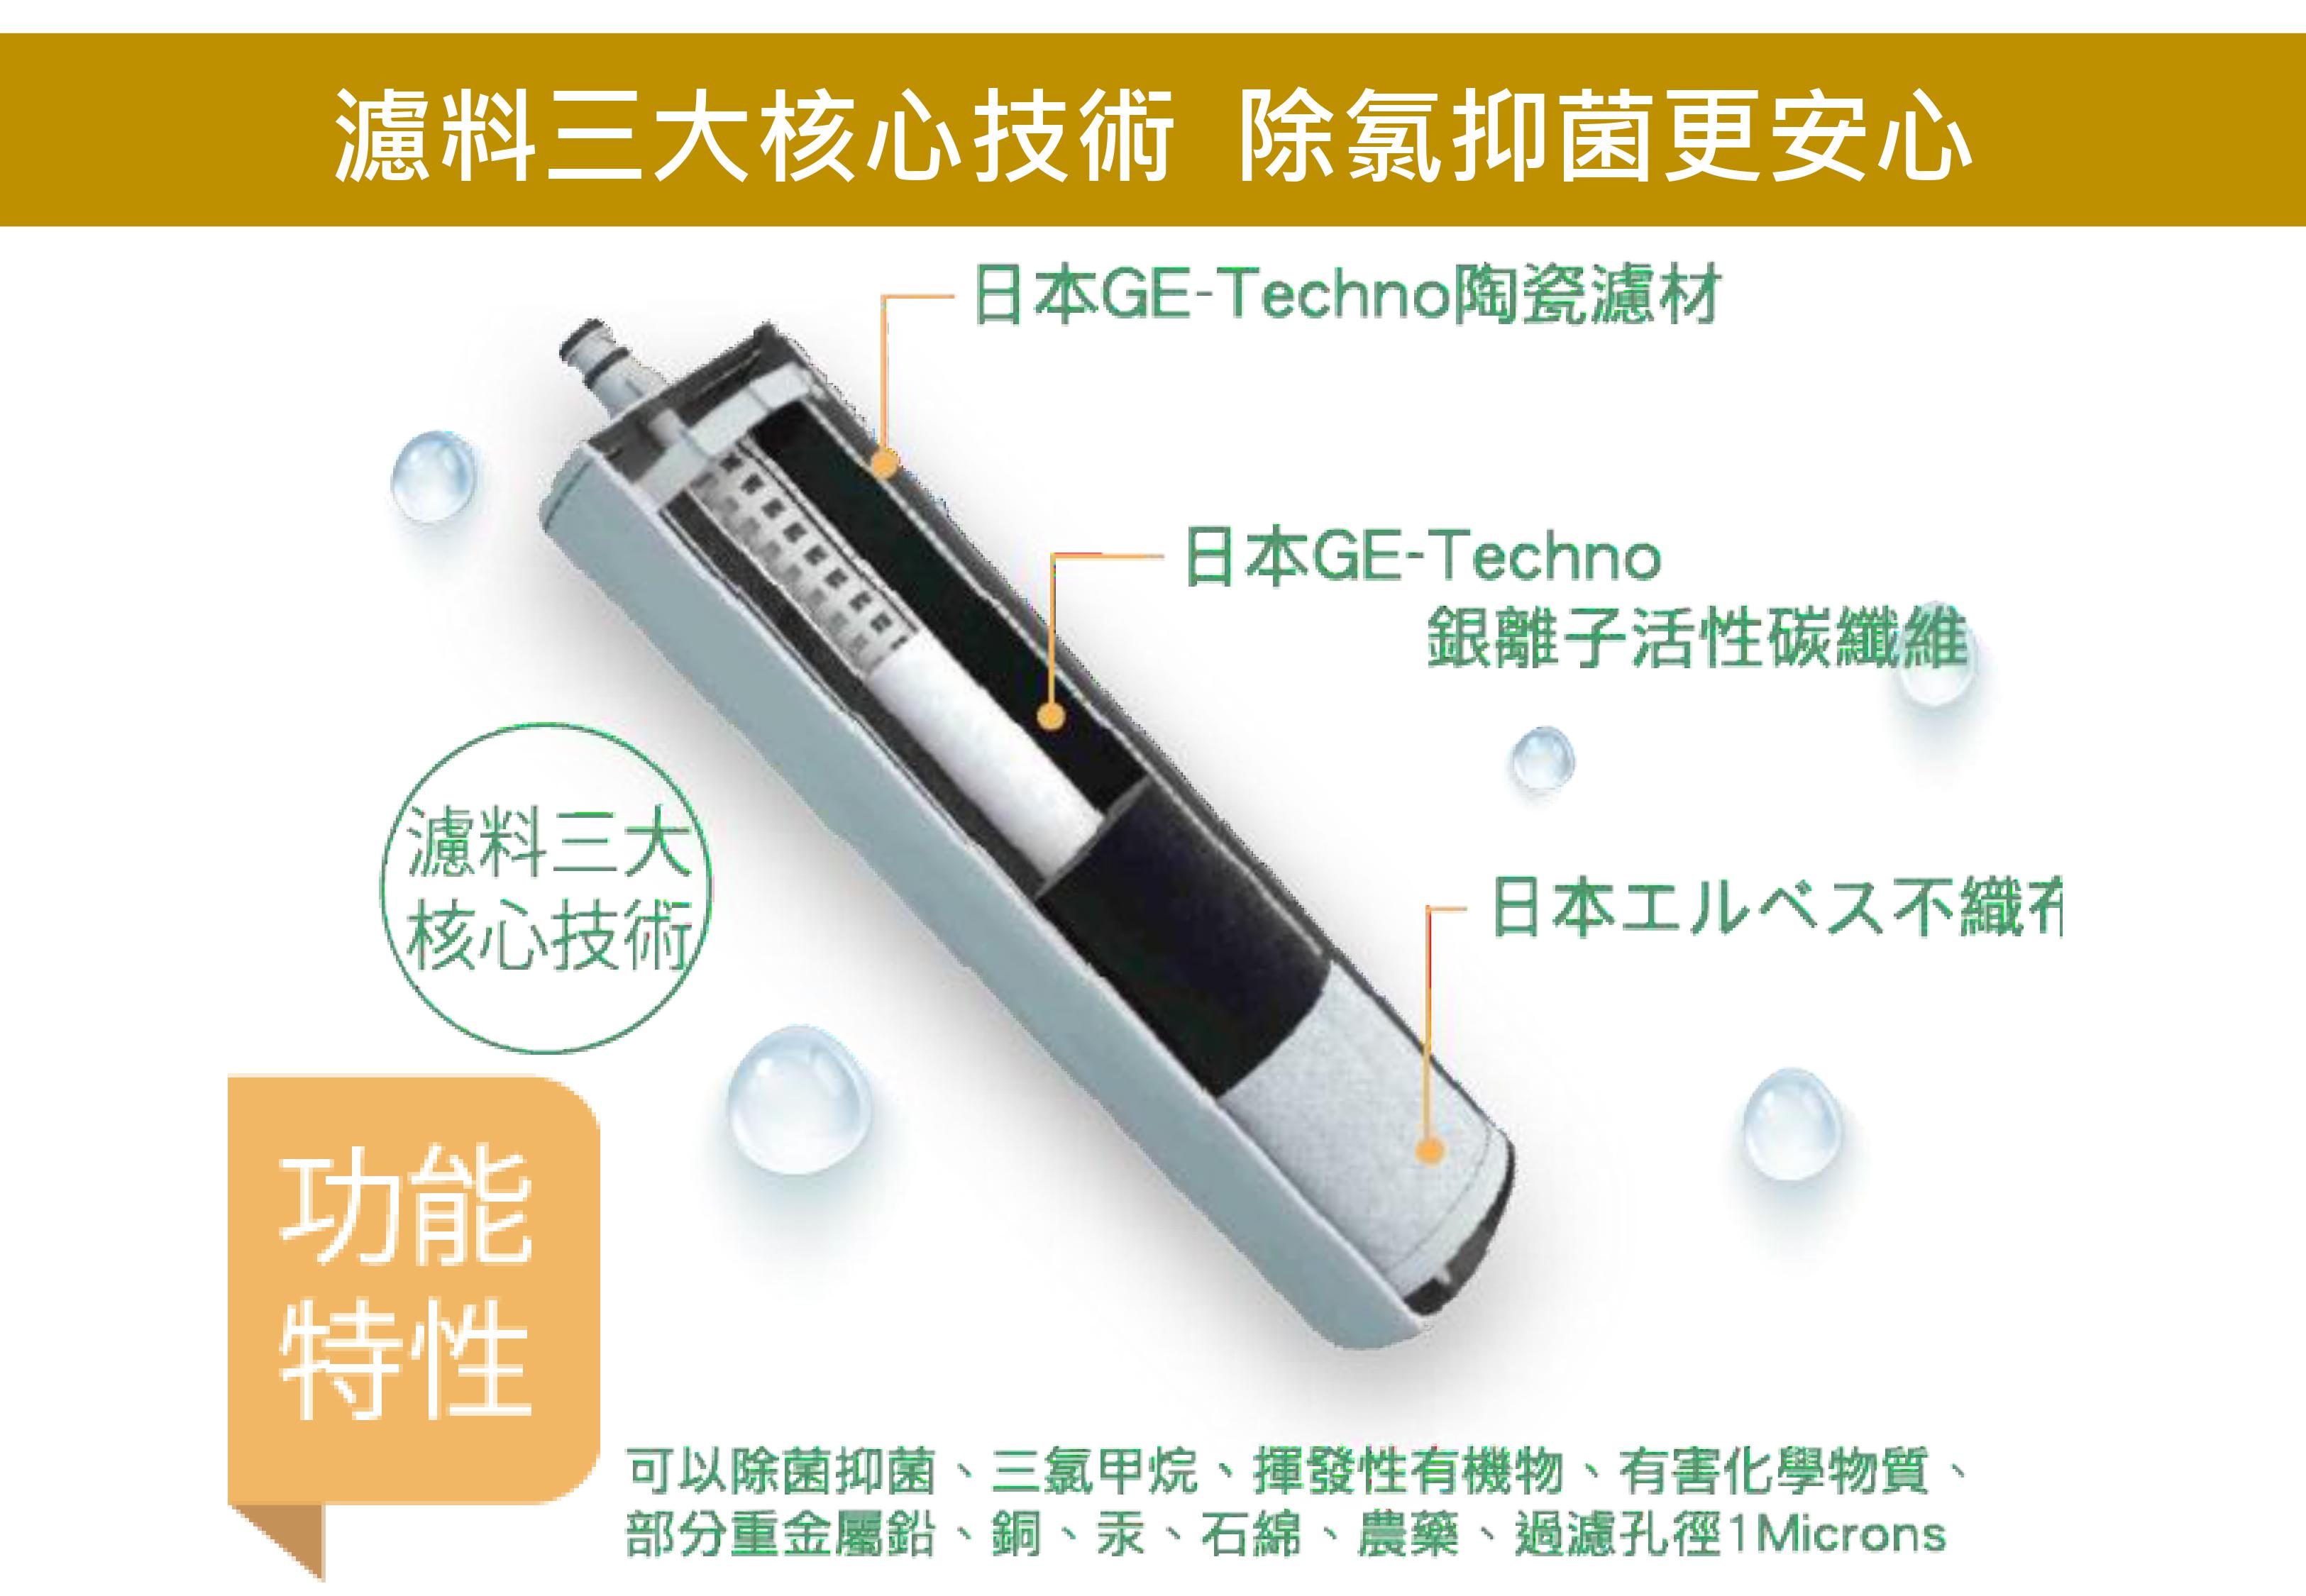 濾料三大核心技術 除氯抑菌更安心
日本GE-Techno陶瓷濾材
日本GE-Techno
銀離子活性碳纖維
濾料三大
核心技術
日本エルベス不織布
功能
特性
可以除菌抑菌、三氯甲烷、揮發性有機物、有害化學物質、
部分重金屬鉛、銅、汞、石綿、農藥、過濾孔徑1Microns